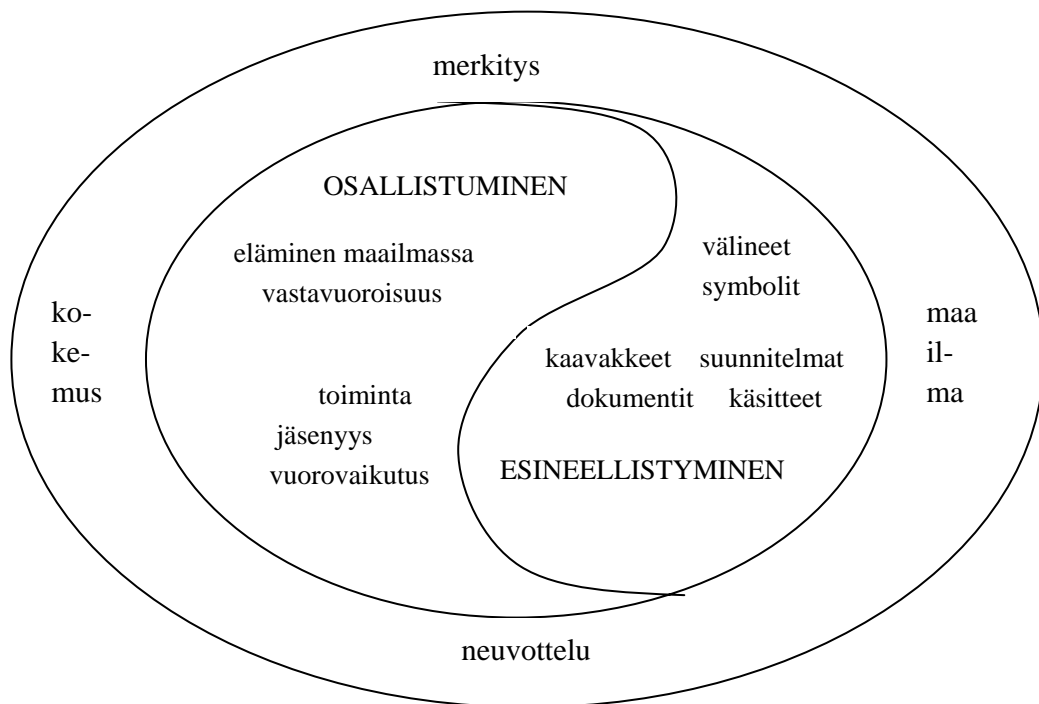 merkitys
OSALLISTUMINEN
eläminen maailmassa
vastavuoroisuus
välineet
symbolit
ko-
ke-
mus
maa
il-
ma
kaavakkeet suunnitelmat
dokumentit käsitteet
toiminta
jäsenyys
vuorovaikutus
ESINEELLISTYMINEN
neuvottelu